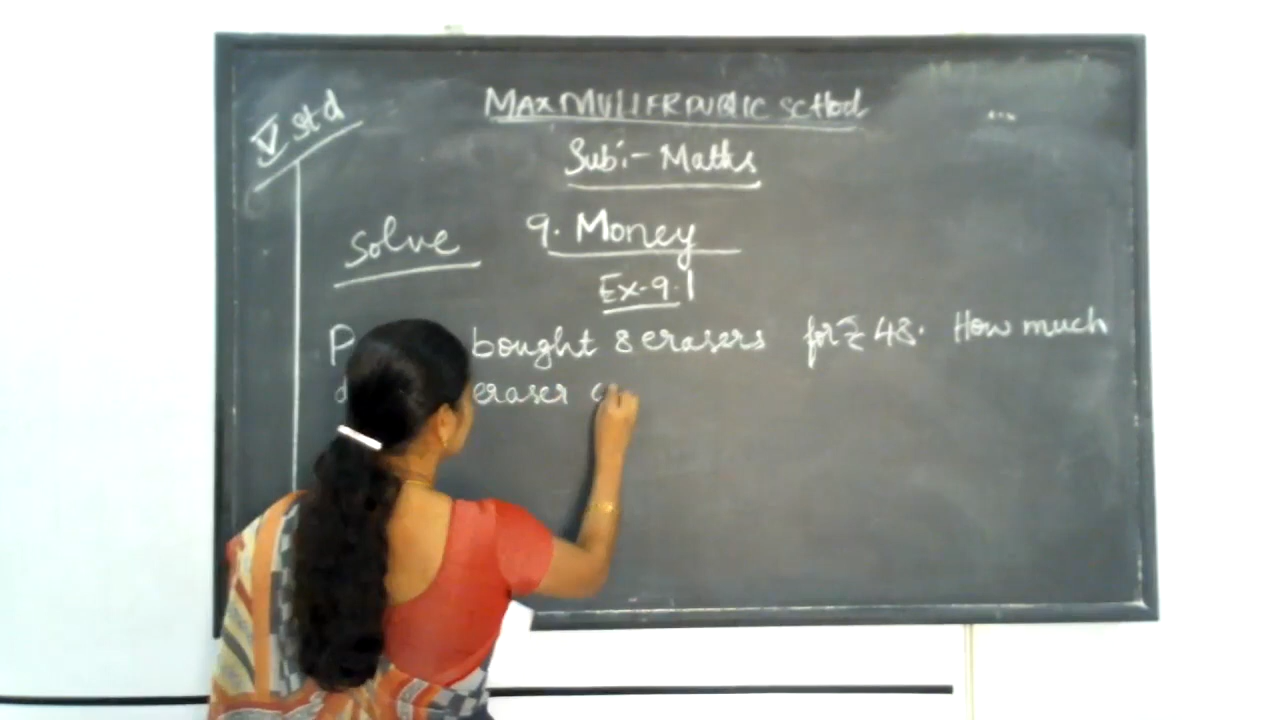 V std
MAX MULLER PUBLIC SCHOOL
Sub:- Maths
solve
9. Money
Ex-9.1
bought 8 erasers for ₹ 48. How much
eraser